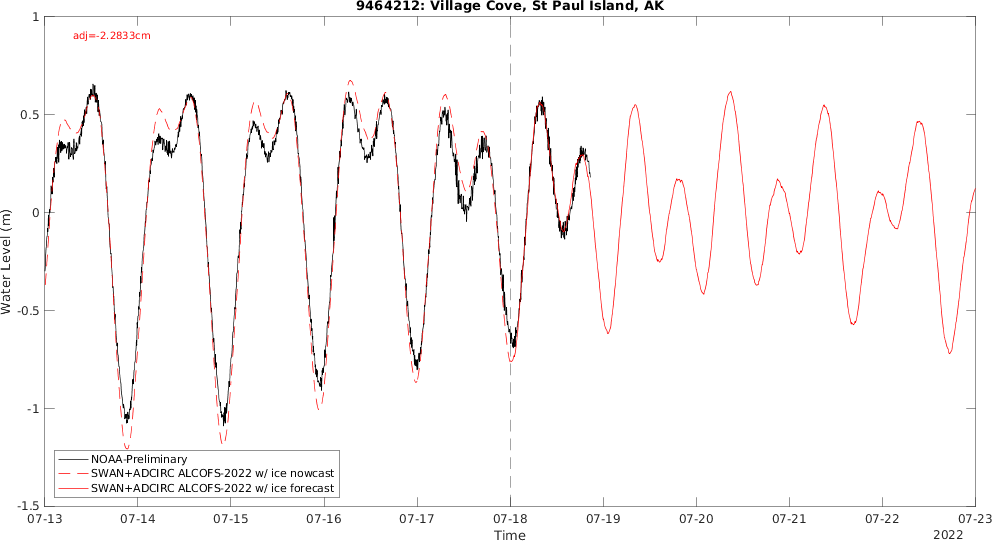 9464212: Village Cove, St Paul Island, AK
adj=-2.2833cm
1
0.5
0
-0.5
-1
-1.5
Water Level (m)
NOAA-Preliminary
SWAN+ADCIRC ALCOFS-2022 w/ ice nowcast
SWAN+ADCIRC ALCOFS-2022 w/ ice forecast
07-13 07-14 07-15 07-16 07-17 07-18 07-19 07-20 07-21 07-22 07-23
Time
2022